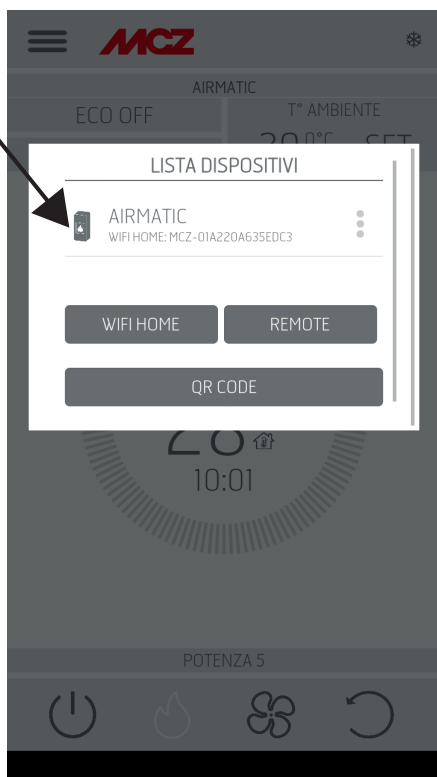 MCZ
AIRMATIC
ECO OFF
T° AMBIENTE
SET
LISTA DISPOSITIVI
AIRMATIC
WIFI HOME: MCZ-01A220A635EDC3
WIFI HOME
REMOTE
QR CODE
10:01
POTENZA 5